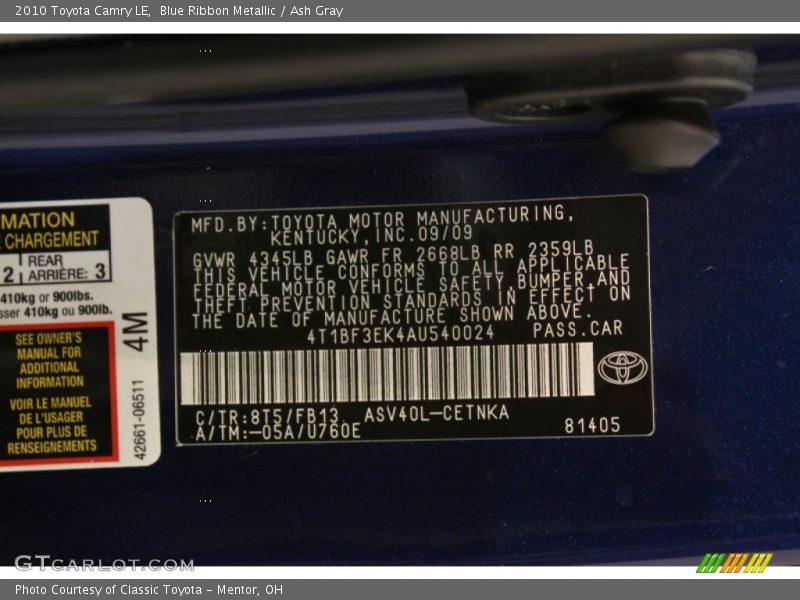 2010 Toyota Camry LE, Blue Ribbon Metallic / Ash Gray
MATION
CHARGEMENT
2 REAR ARRIÈRE: 3
410kg or 900lbs.
sser 410kg ou 900lb.
SEE OWNER'S
MANUAL FOR
ADDITIONAL
INFORMATION
VOIR LE MANUEL
DE L'USAGER
POUR PLUS DE
RENSEIGNEMENTS
4M
42661-06511
MFD.BY:TOYOTA MOTOR MANUFACTURING,
KENTUCKY, INC. 09/09
GVWR 4345LB GAWR FR 2668LB RR 2359LB
THIS VEHICLE CONFORMS TO ALL APPLICABLE
FEDERAL MOTOR VEHICLE SAFETY, BUMPER, AND
THEFT PREVENTION STANDARDS IN EFFECT ON
THE DATE OF MANUFACTURE SHOWN ABOVE.
4T1BF3EK4AU540024 PASS.CAR
C/TR:8T5/FB13 ASV40L-CETNKA
A/TM:-05A/U760E 81405
GTCARLOT.COM
Photo Courtesy of Classic Toyota - Mentor, OH